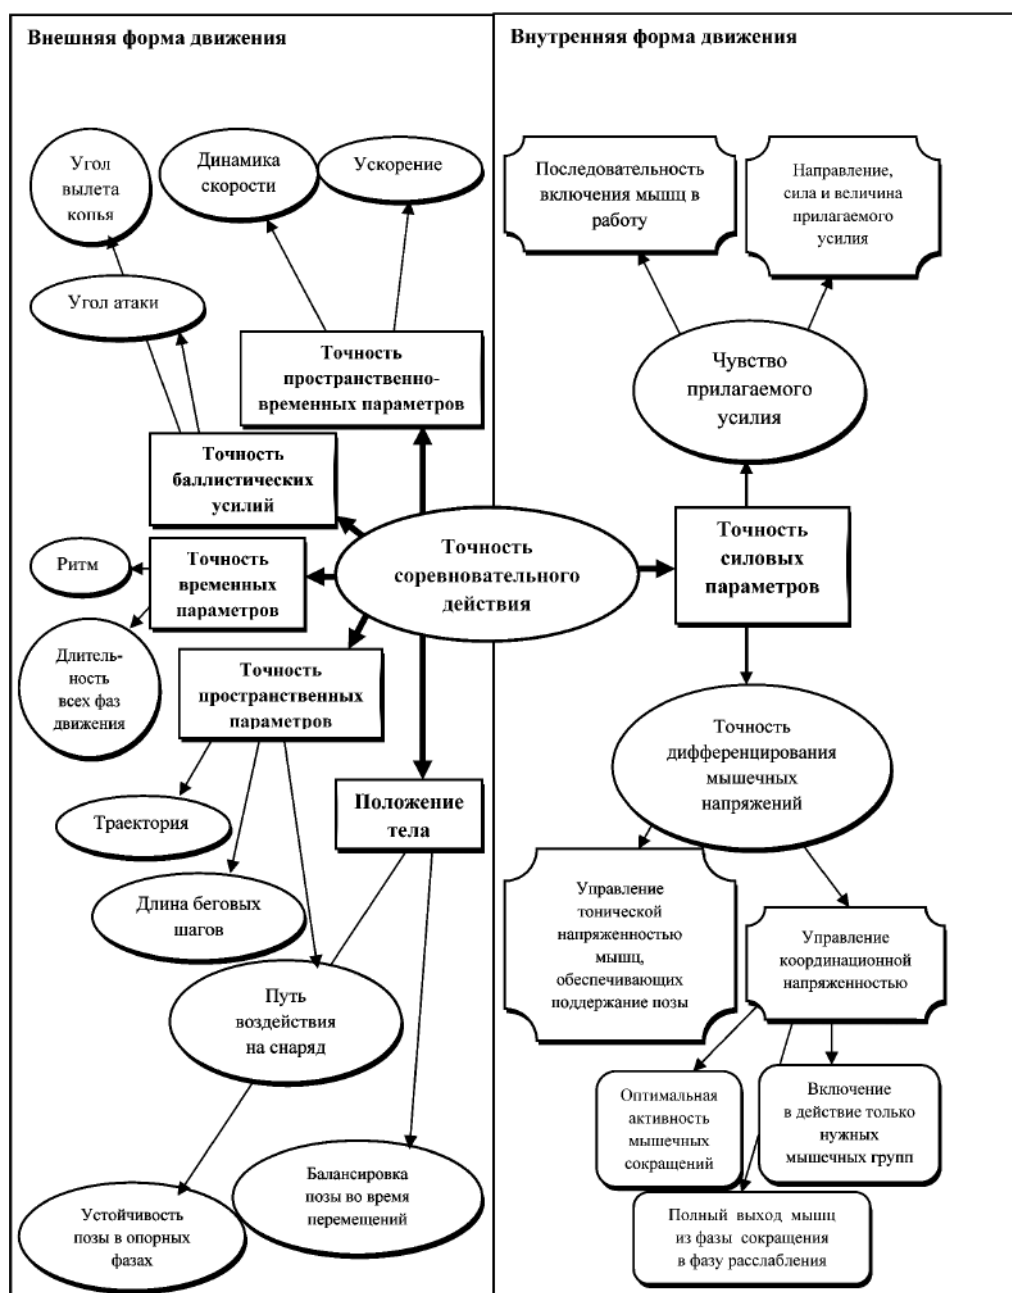 Внешняя форма движения
Угол
вылета
копья
Динамика
скорости
Ускорение
Угол атаки
Точность
пространственно-
временных параметров
Точность
баллистических
усилий
Ритм
Точность
временных
параметров
Точность
соревновательного
действия
Длитель-
ность
всех фаз
движения
Точность
пространственных
параметров
Положение
тела
Траектория
Длина беговых
шагов
Путь
воздействия
на снаряд
Балансировка
позы во время
перемещений
Устойчивость
позы в опорных
фазах
Внутренняя форма движения
Последовательность
включения мышц в
работу
Направление,
сила и величина
прилагаемого
усилия
Чувство
прилагаемого
усилия
Точность
силовых
параметров
Точность
дифференцирования
мышечных
напряжений
Управление
тонической
напряженностью
мышц,
обеспечивающих
поддержание позы
Управление
координационной
напряженностью
Оптимальная
активность
мышечных
сокращений
Включение
в действие только
нужных
мышечных групп
Полный выход мышц
из фазы сокращения
в фазу расслабления